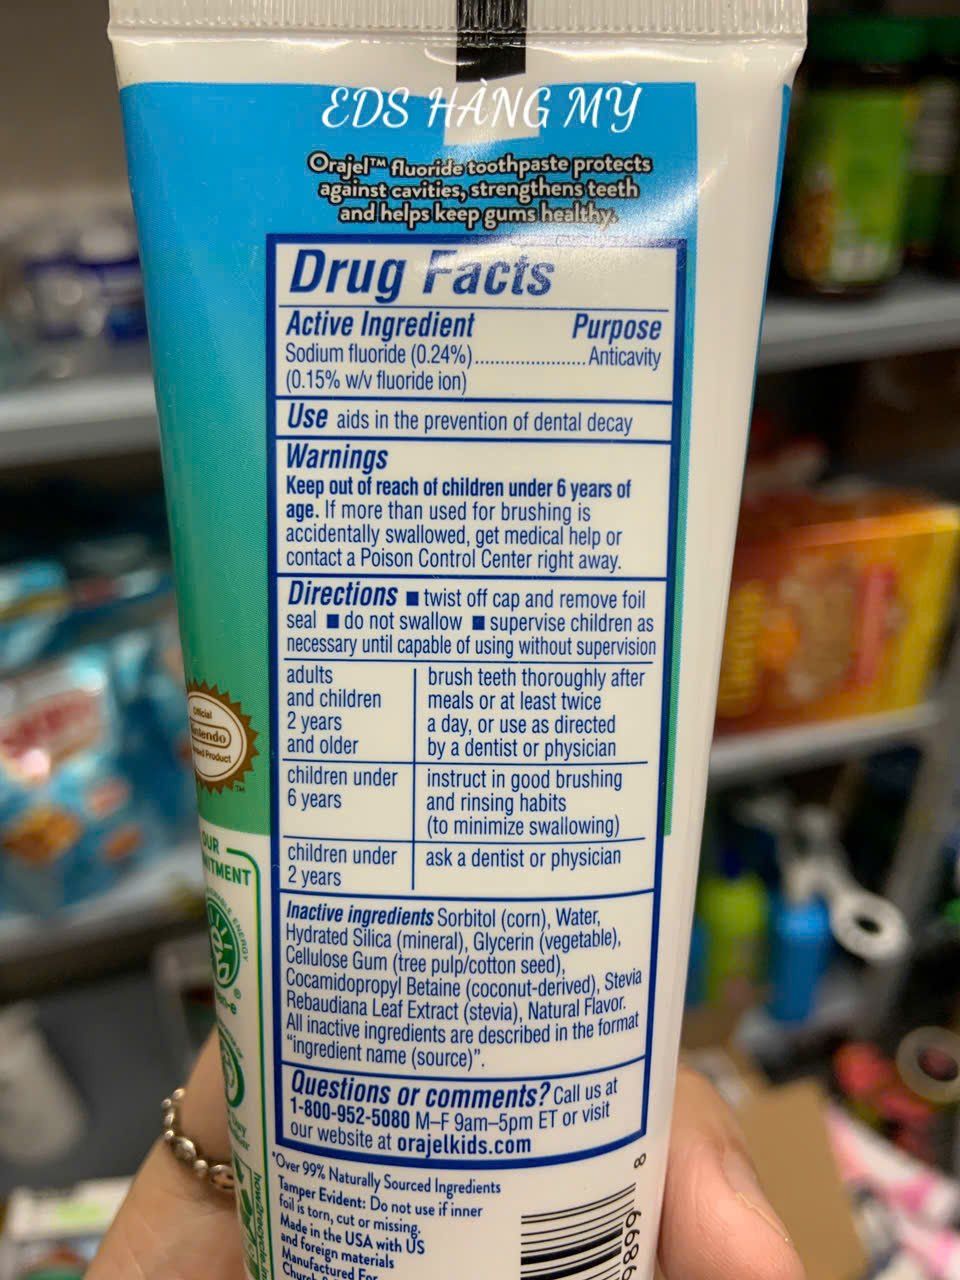 EDS HÀNG MỸ
Orajel™ fluoride toothpaste protects
against cavities, strengthens teeth
and helps keep gums healthy.
Drug Facts
Active Ingredient Purpose
Sodium fluoride (0.24%)..................Anticavity
(0.15% w/v fluoride ion)
Use aids in the prevention of dental decay
Warnings
Keep out of reach of children under 6 years of
age. If more than used for brushing is
accidentally swallowed, get medical help or
contact a Poison Control Center right away.
Directions ■ twist off cap and remove foil
seal ■ do not swallow ■ supervise children as
necessary until capable of using without supervision
adults
and children
2 years
and older
brush teeth thoroughly after
meals or at least twice
a day, or use as directed
by a dentist or physician
children under
6 years
instruct in good brushing
and rinsing habits
(to minimize swallowing)
children under
2 years
ask a dentist or physician
Inactive ingredients Sorbitol (corn), Water,
Hydrated Silica (mineral), Glycerin (vegetable),
Cellulose Gum (tree pulp/cotton seed),
Cocamidopropyl Betaine (coconut-derived), Stevia
Rebaudiana Leaf Extract (stevia), Natural Flavor.
All inactive ingredients are described in the format
"ingredient name (source)".
Questions or comments? Call us at
1-800-952-5080 M–F 9am–5pm ET or visit
our website at orajelkids.com
*Over 99% Naturally Sourced Ingredients
Tamper Evident: Do not use if inner
foil is torn, cut or missing.
Made in the USA with US
and foreign materials
Manufactured For
Official
Product
OUR